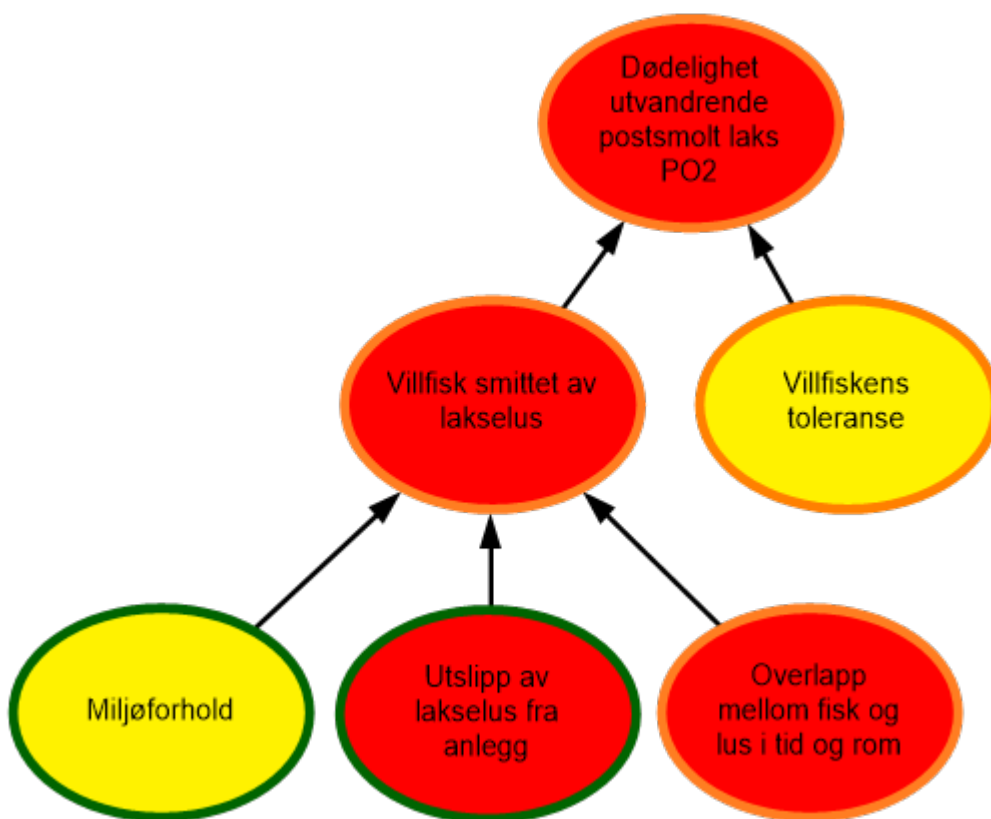 Dødelighet
utvandrende
postsmolt laks
PO2
Villfisk smittet av
lakselus
Villfiskens
toleranse
Miljøforhold
Utslipp av
lakselus fra
anlegg
Overlapp
mellom fisk og
lus i tid og rom